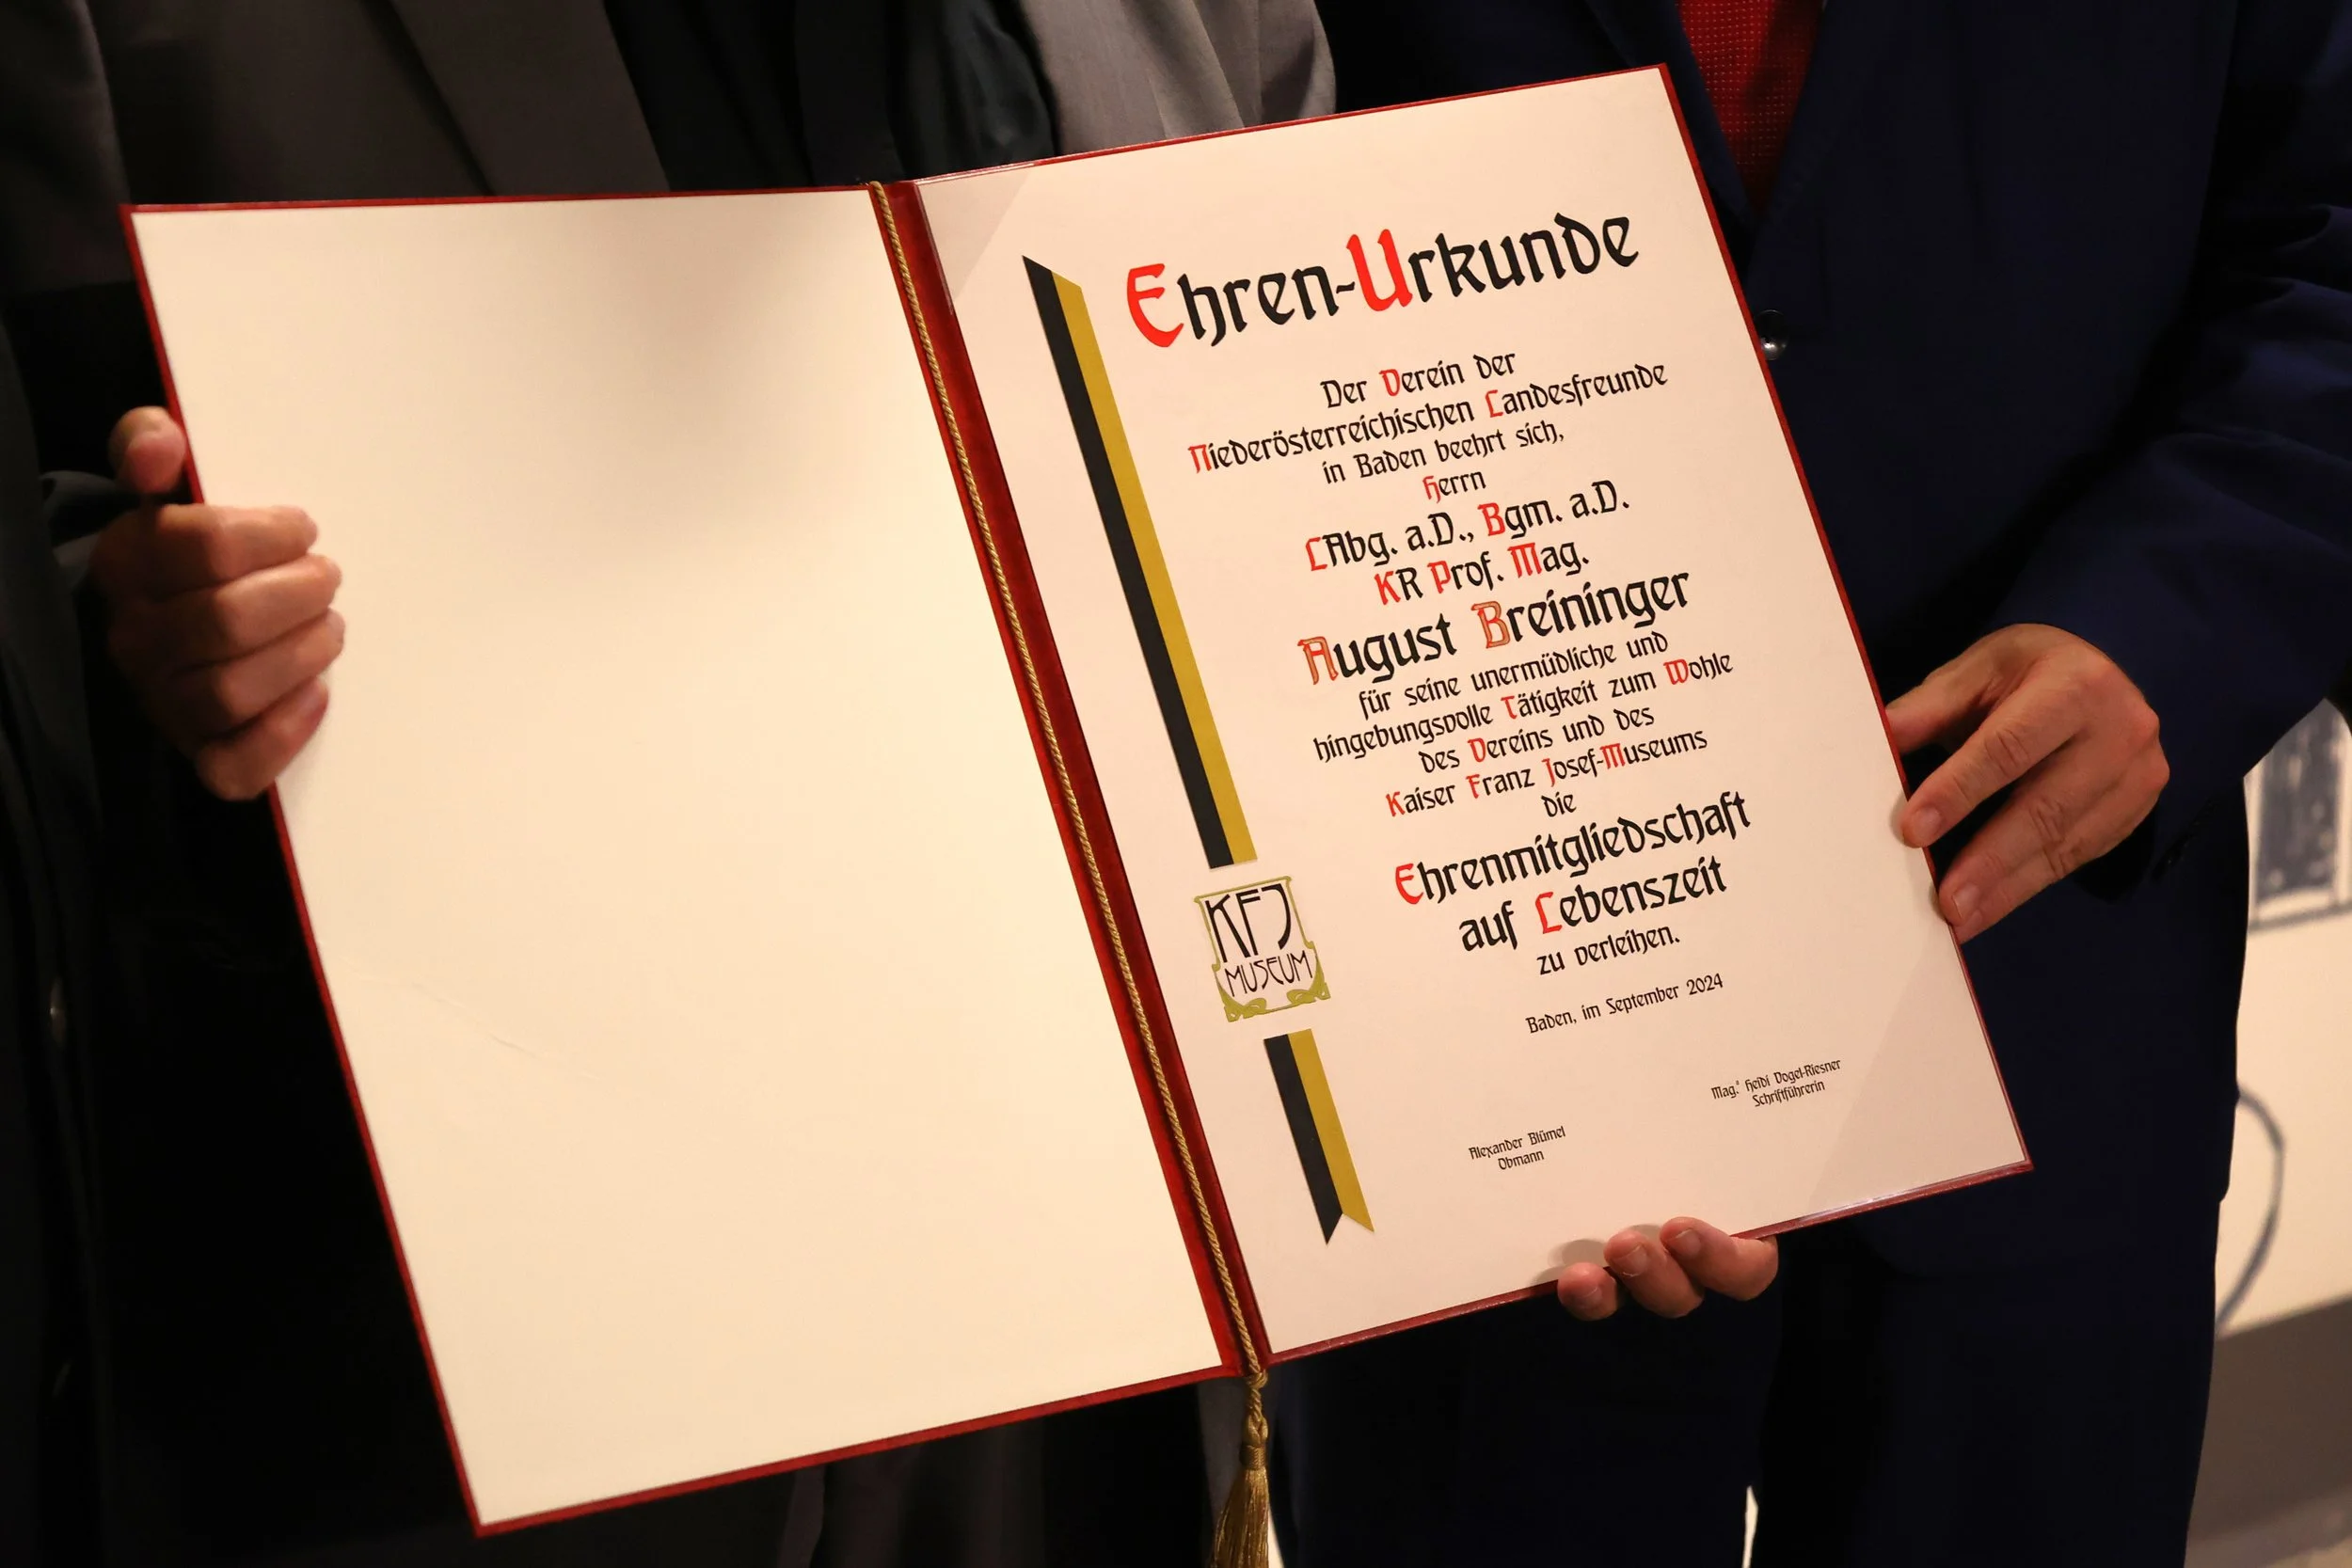 Ehren-Urkunde
Der Verein der
Niederösterreichischen Landesfreunde
in Baden beehrt sich,
Herrn
LAbg. a.D., Bgm. a.D.
KR Prof. Mag.
August Breininger
für seine unermüdliche und
hingebungsvolle Tätigkeit zum Wohle
des Vereins und des
Kaiser Franz Josef-Museums
die
Ehrenmitgliedschaft
auf Lebenszeit
zu verleihen.
KFJ
MUSEUM
Baden, im September 2024
Mag.ª Heidi Vogel-Riesner
Schriftführerin
Alexander Blümel
Obmann